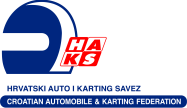 HAKS
HRVATSKI AUTO I KARTING SAVEZ
CROATIAN AUTOMOBILE & KARTING FEDERATION